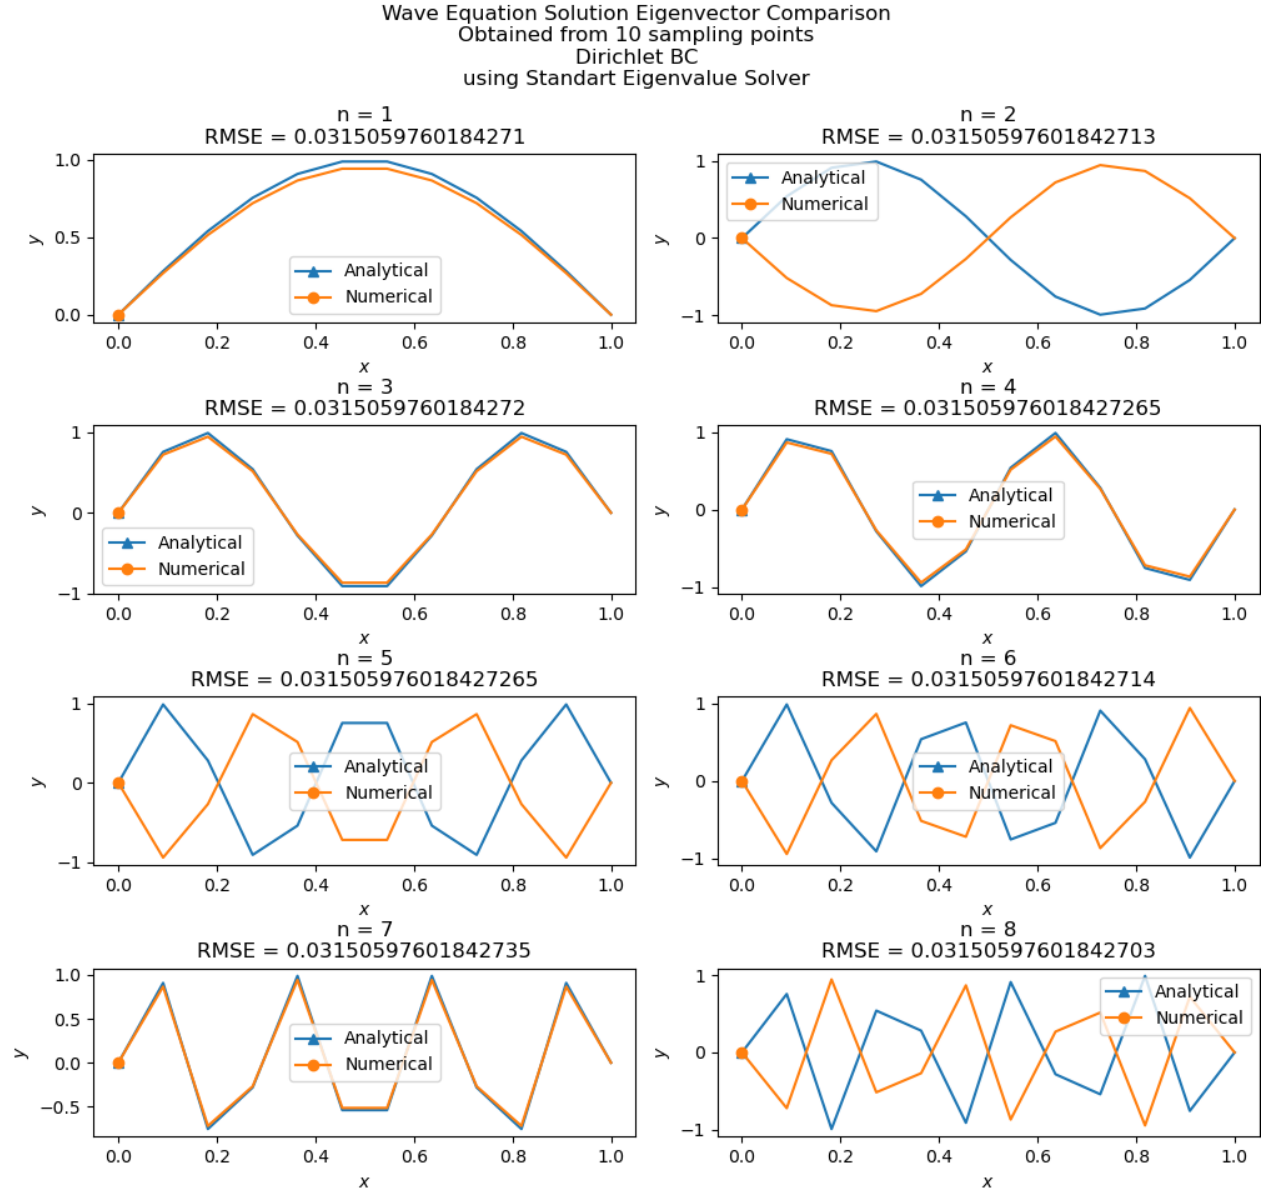 Wave Equation Solution Eigenvector Comparison
Obtained from 10 sampling points
Dirichlet BC
using Standart Eigenvalue Solver
n = 1
RMSE = 0.0315059760184271
1.0
0.5
0.0
y
Analytical
Numerical
0.0 0.2 0.4 0.6 0.8 1.0
x
n = 2
RMSE = 0.03150597601842713
1
0
−1
y
Analytical
Numerical
0.0 0.2 0.4 0.6 0.8 1.0
x
n = 3
RMSE = 0.0315059760184272
1
0
−1
y
Analytical
Numerical
0.0 0.2 0.4 0.6 0.8 1.0
x
n = 4
RMSE = 0.031505976018427265
1
0
−1
y
Analytical
Numerical
0.0 0.2 0.4 0.6 0.8 1.0
x
n = 5
RMSE = 0.031505976018427265
1
0
−1
y
Analytical
Numerical
0.0 0.2 0.4 0.6 0.8 1.0
x
n = 6
RMSE = 0.031505976018842714
1
0
−1
y
Analytical
Numerical
0.0 0.2 0.4 0.6 0.8 1.0
x
n = 7
RMSE = 0.03150597601842735
1.0
0.5
0.0
−0.5
y
Analytical
Numerical
0.0 0.2 0.4 0.6 0.8 1.0
x
n = 8
RMSE = 0.03150597601842703
1
0
−1
y
Analytical
Numerical
0.0 0.2 0.4 0.6 0.8 1.0
x